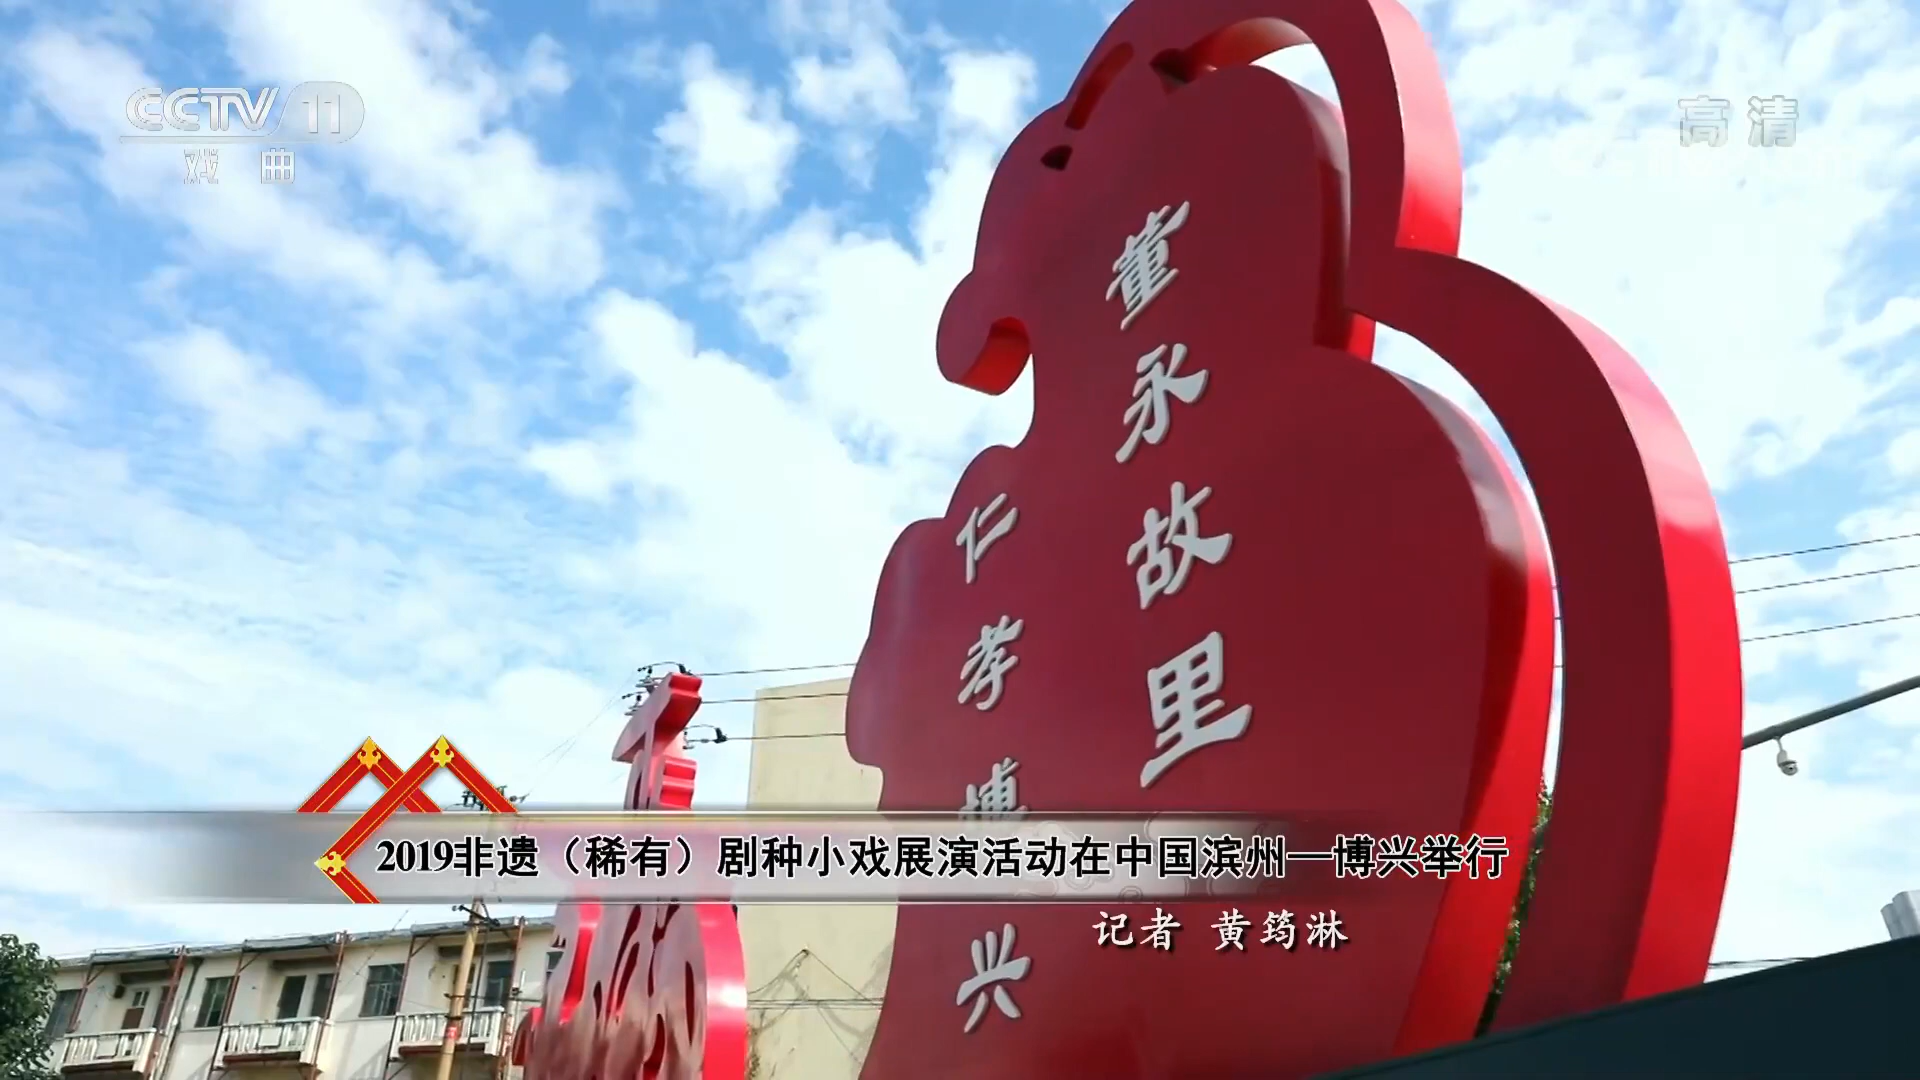 CCTV 11
戏曲
高清
董永故里
仁孝博兴
2019非遗（稀有）剧种小戏展演活动在中国滨州—博兴举行
记者 黄筠淋